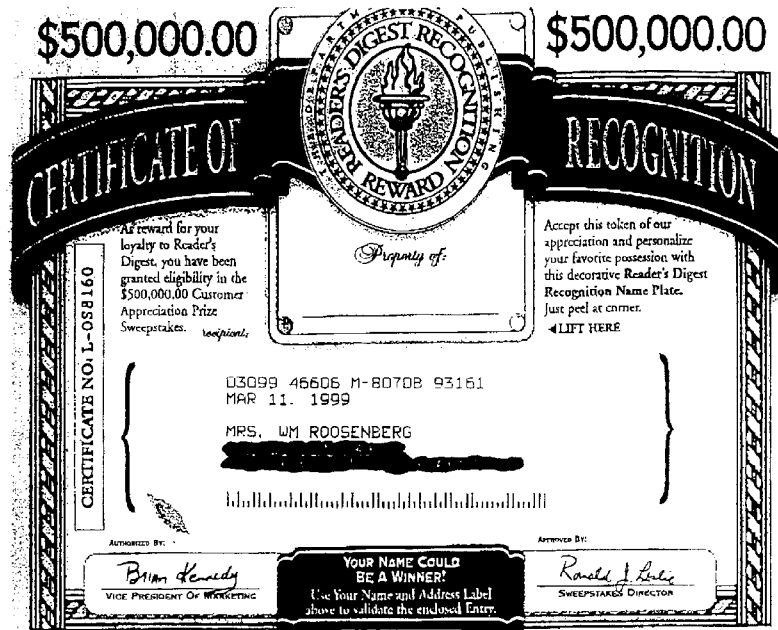 $500,000.00
$500,000.00
READER'S DIGEST RECOGNITION
REWARD
PUBLISHING
CERTIFICATE OF
RECOGNITION
As reward for your
loyalty to Reader's
Digest, you have been
granted eligibility in the
$500,000.00 Customer
Appreciation Prize
Sweepstakes.
recipient:
Property of:
Accept this token of our
appreciation and personalize
your favorite possession with
this decorative Reader's Digest
Recognition Name Plate.
Just peel at corner.
◄LIFT HERE
CERTIFICATE NO. L-OS8160
03099 46606 M-8070B 93161
MAR 11. 1999
MRS. WM ROOSENBERG
AUTHORIZED BY:
Brian Kennedy
VICE PRESIDENT OF MARKETING
YOUR NAME COULD
BE A WINNER!
Use Your Name and Address Label
above to validate the enclosed Entry.
APPROVED BY:
Ronald J Leslie
SWEEPSTAKES DIRECTOR